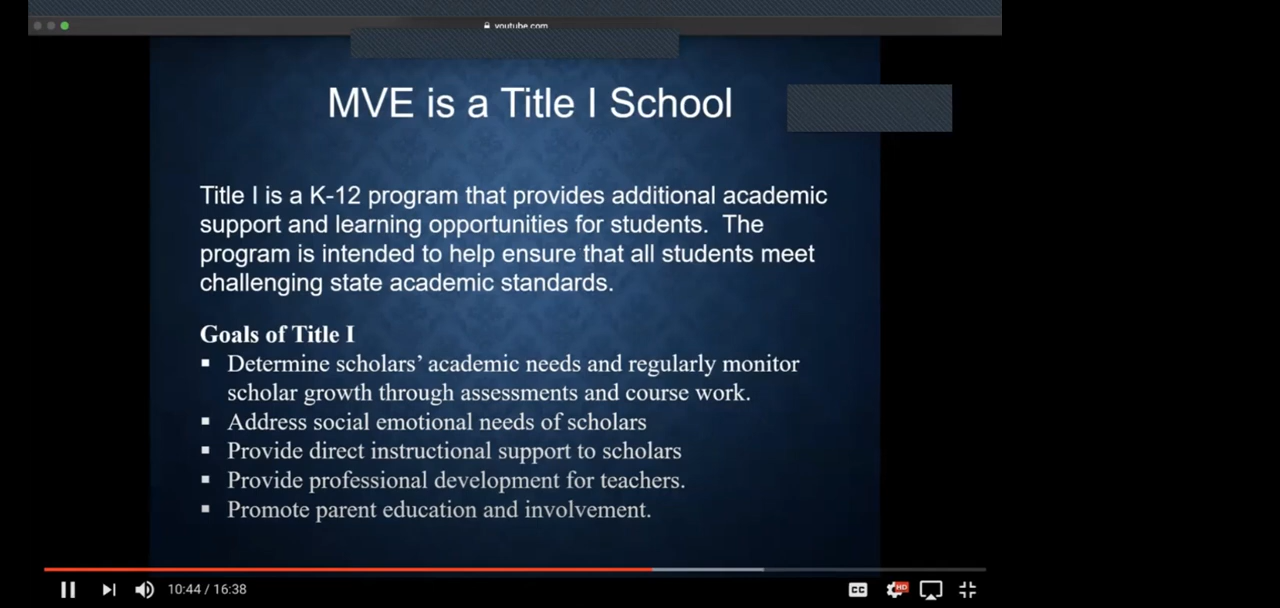 youtube.com
MVE is a Title I School
Title I is a K-12 program that provides additional academic
support and learning opportunities for students. The
program is intended to help ensure that all students meet
challenging state academic standards.
Goals of Title I
▪ Determine scholars’ academic needs and regularly monitor
scholar growth through assessments and course work.
▪ Address social emotional needs of scholars
▪ Provide direct instructional support to scholars
▪ Provide professional development for teachers.
▪ Promote parent education and involvement.
10:44 / 16:38
CC
HD